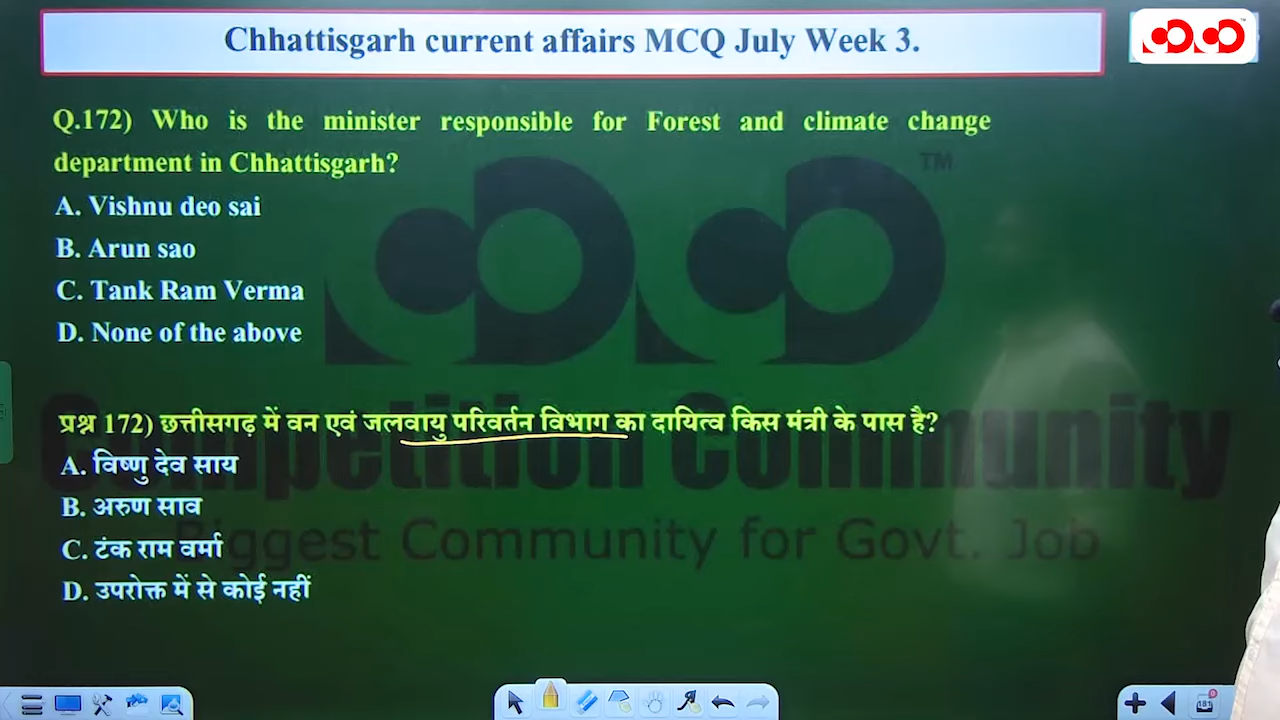 Chhattisgarh current affairs MCQ July Week 3.
TM
Q.172) Who is the minister responsible for Forest and climate change
department in Chhattisgarh?
A. Vishnu deo sai
B. Arun sao
C. Tank Ram Verma
D. None of the above
प्रश्न 172) छत्तीसगढ़ में वन एवं जलवायु परिवर्तन विभाग का दायित्व किस मंत्री के पास है?
A. विष्णु देव साय
B. अरुण साव
C. टंक राम वर्मा
D. उपरोक्त में से कोई नहीं
Competition Community
Biggest Community for Govt. Job
181